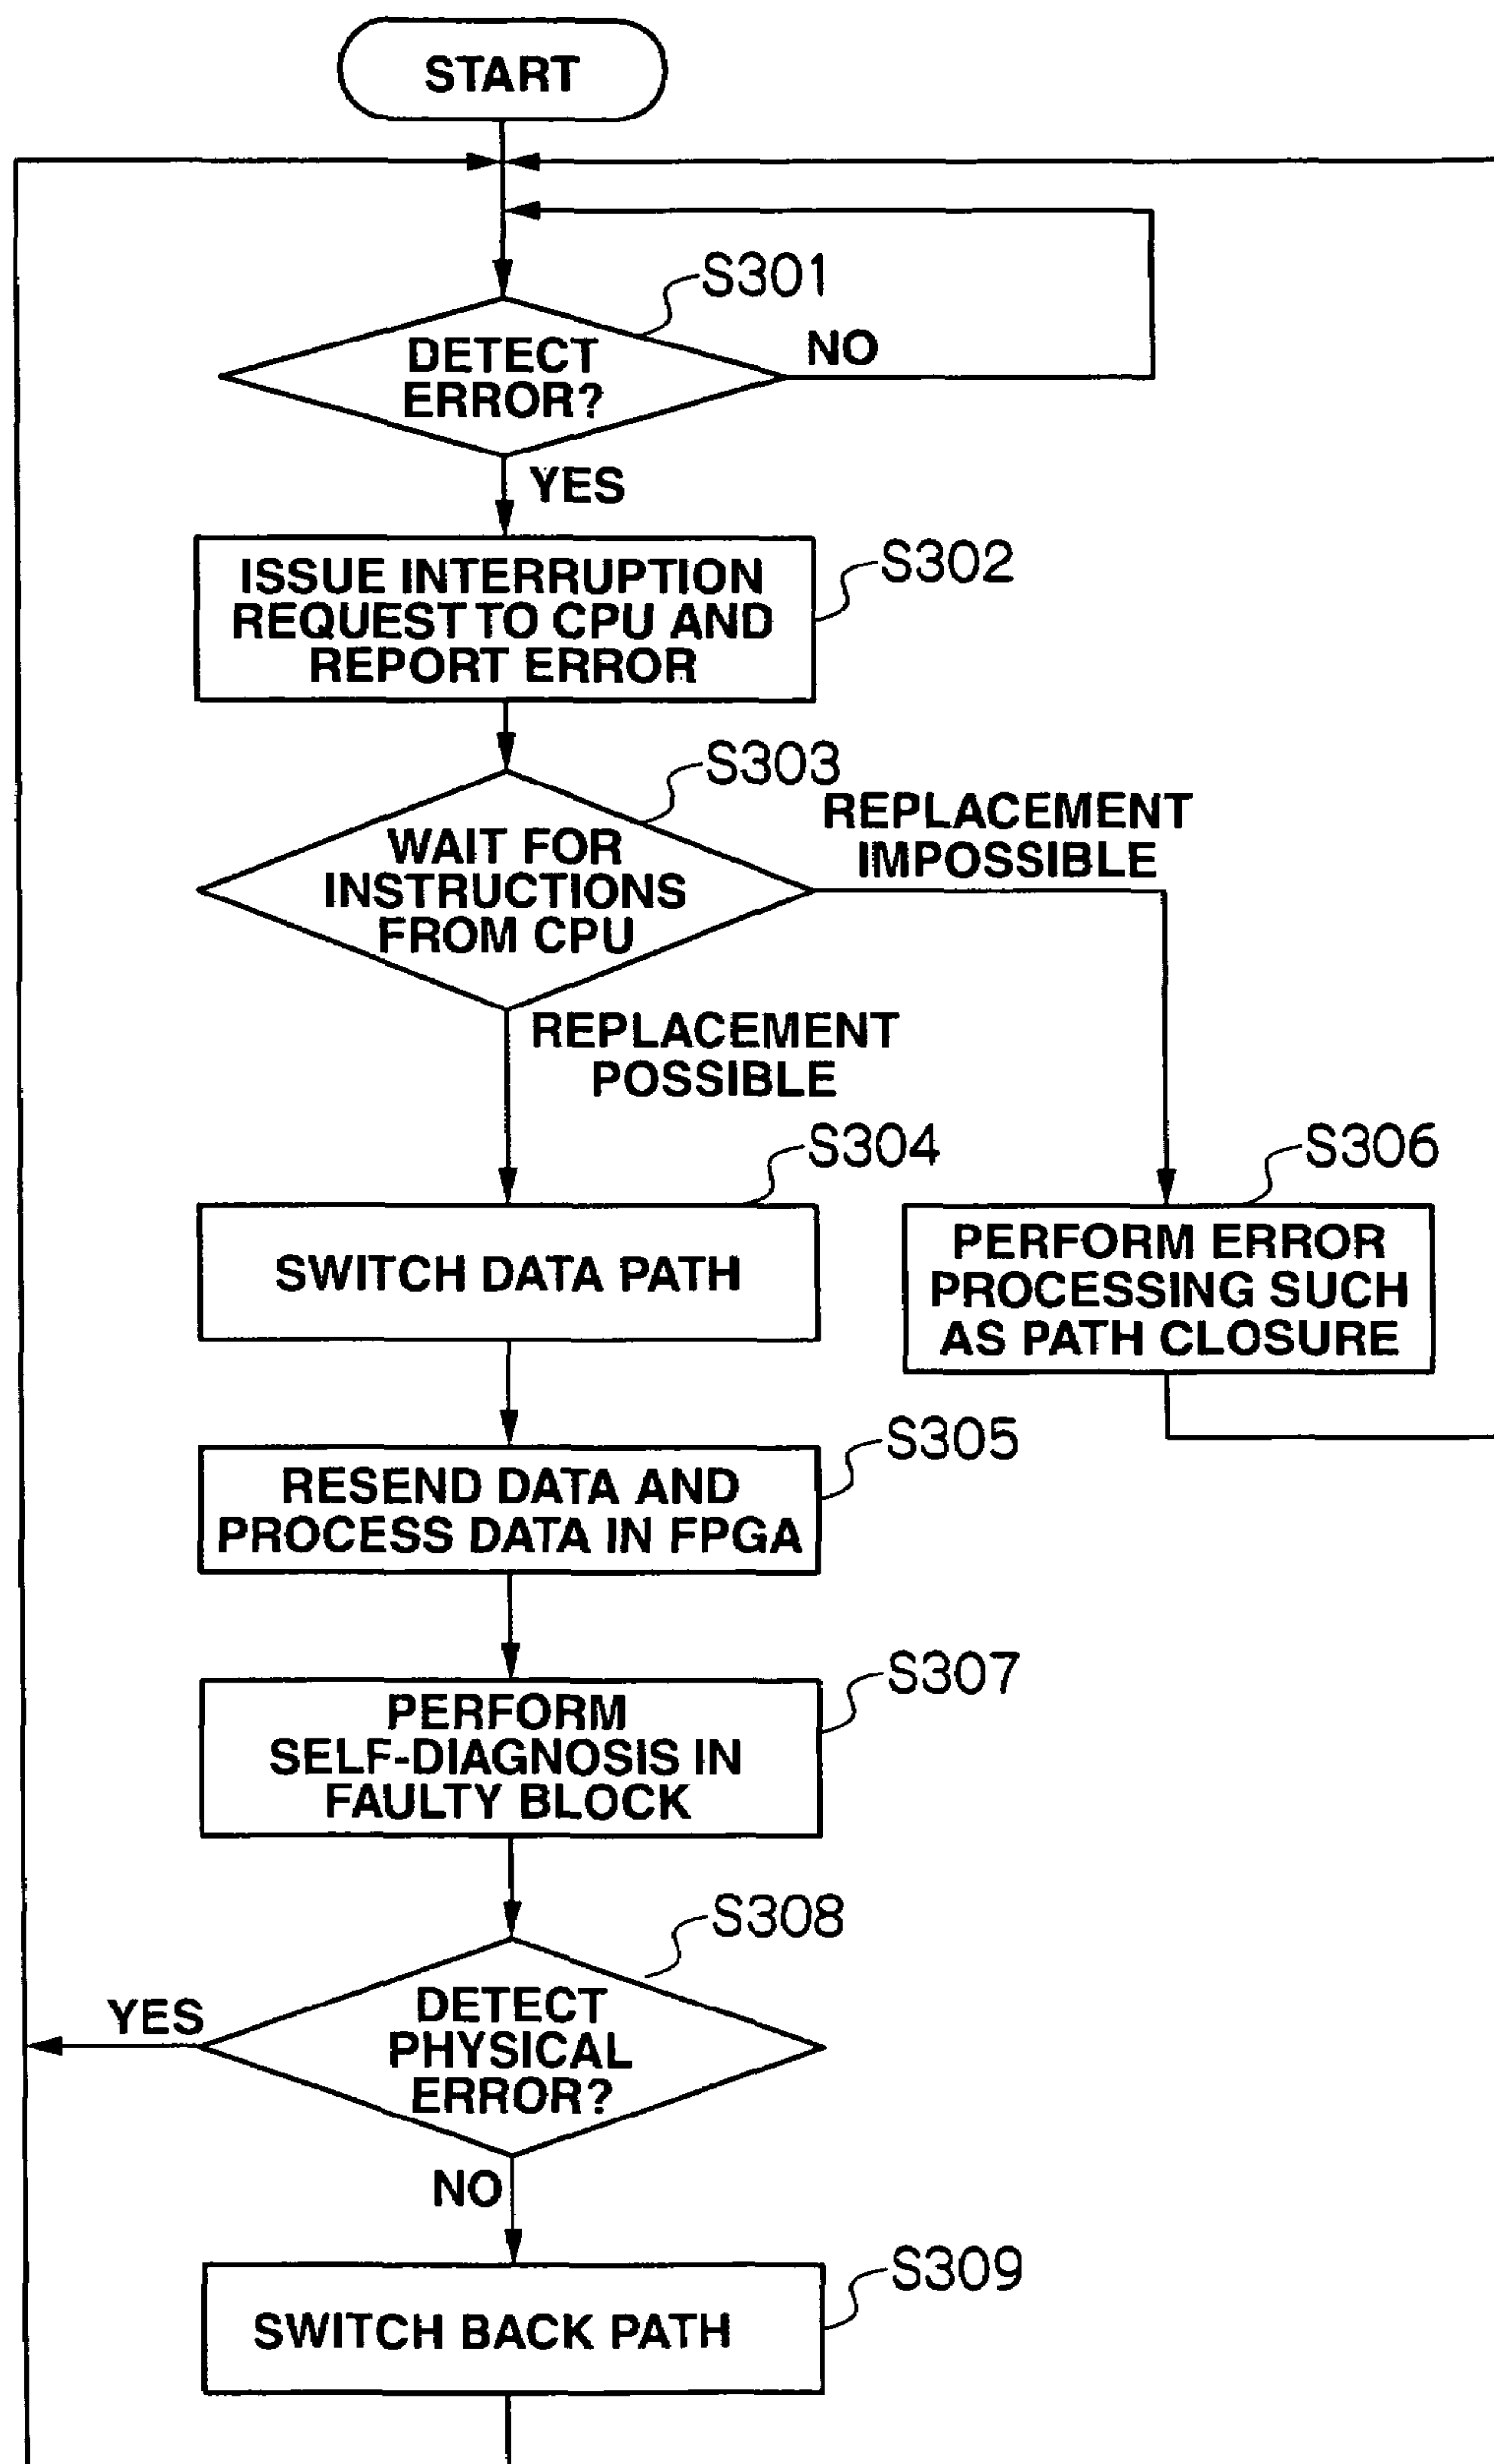 START
S301
DETECT
ERROR?
NO
YES
ISSUE INTERRUPTION
REQUEST TO CPU AND
REPORT ERROR
S302
S303
WAIT FOR
INSTRUCTIONS
FROM CPU
REPLACEMENT
IMPOSSIBLE
REPLACEMENT
POSSIBLE
S304
SWITCH DATA PATH
S306
PERFORM ERROR
PROCESSING SUCH
AS PATH CLOSURE
S305
RESEND DATA AND
PROCESS DATA IN FPGA
S307
PERFORM
SELF-DIAGNOSIS IN
FAULTY BLOCK
S308
DETECT
PHYSICAL
ERROR?
YES
NO
S309
SWITCH BACK PATH